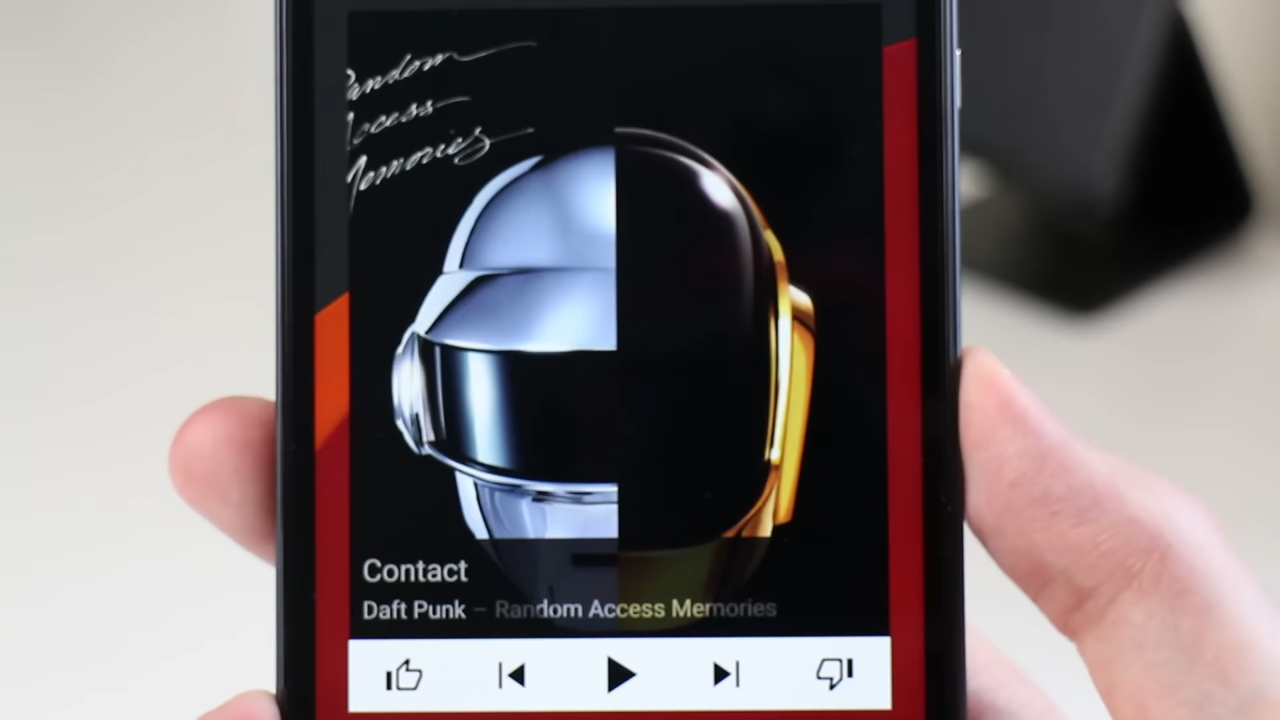 Random
Access
Memories
Contact
Daft Punk – Random Access Memories